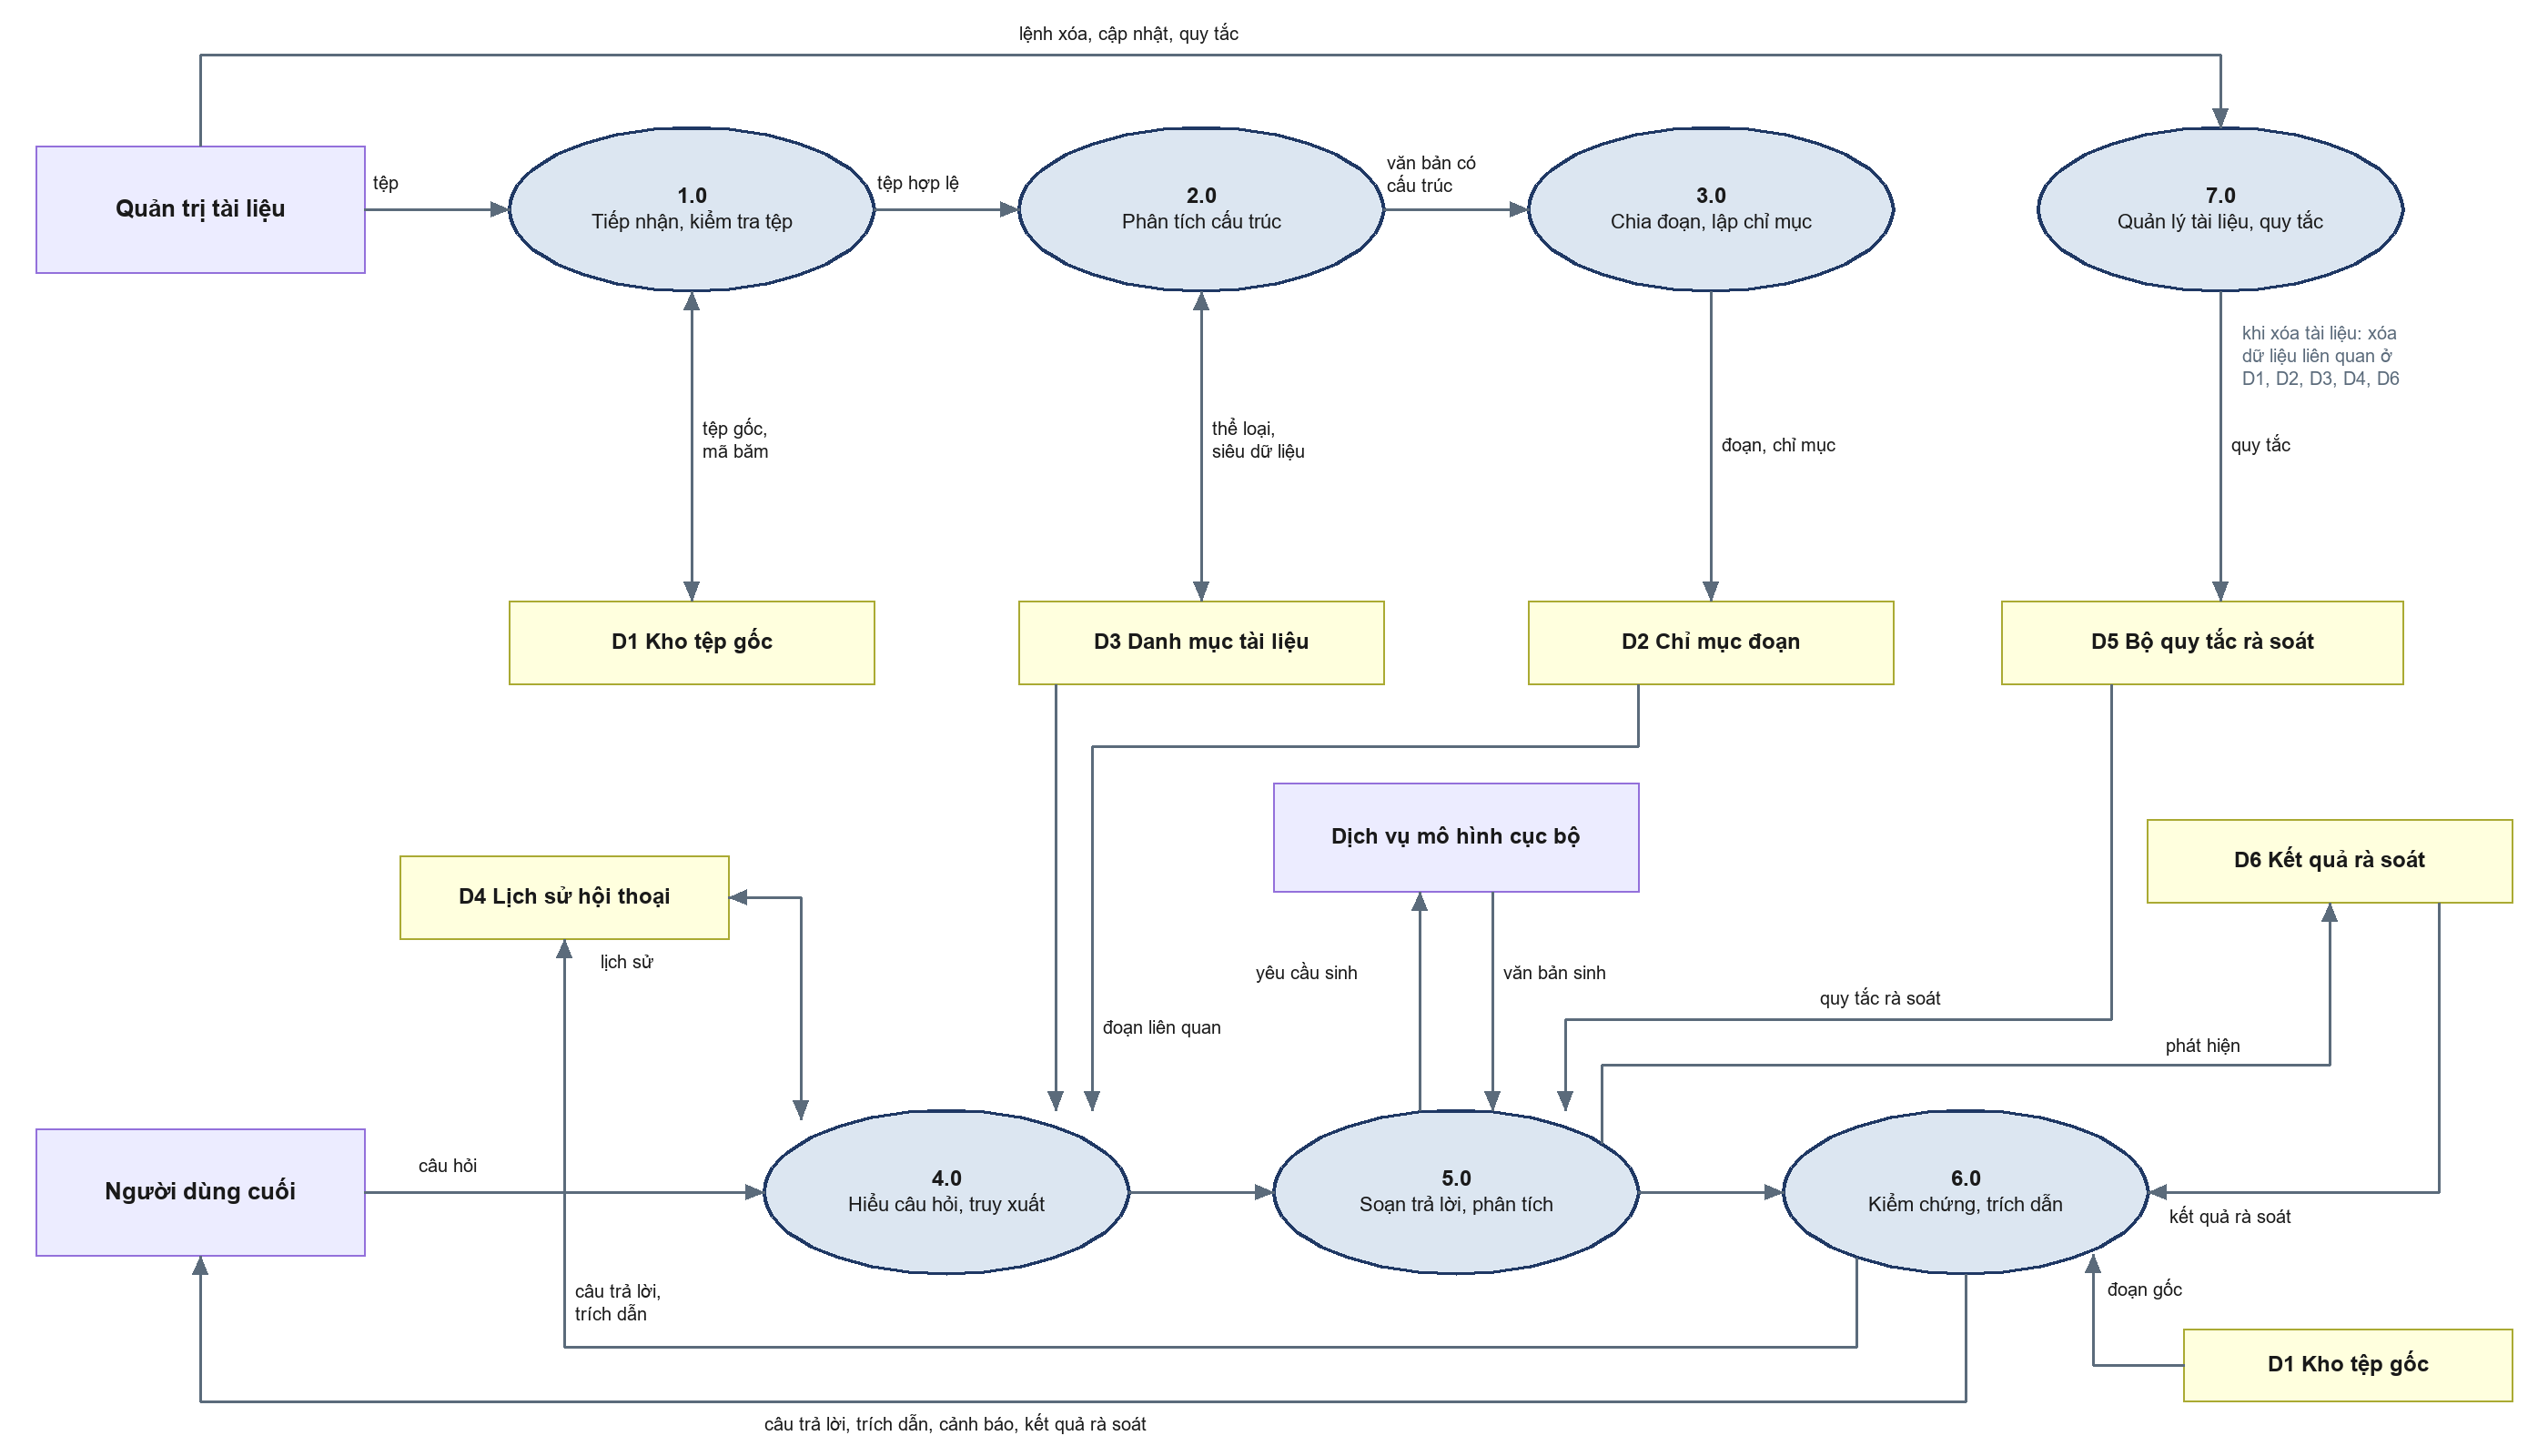 lệnh xóa, cập nhật, quy tắc
Quản trị tài liệu
tệp
1.0
Tiếp nhận, kiểm tra tệp
tệp hợp lệ
2.0
Phân tích cấu trúc
văn bản có
cấu trúc
3.0
Chia đoạn, lập chỉ mục
7.0
Quản lý tài liệu, quy tắc
khi xóa tài liệu: xóa
dữ liệu liên quan ở
D1, D2, D3, D4, D6
tệp gốc,
mã băm
thể loại,
siêu dữ liệu
đoạn, chỉ mục
quy tắc
D1 Kho tệp gốc
D3 Danh mục tài liệu
D2 Chỉ mục đoạn
D5 Bộ quy tắc rà soát
Dịch vụ mô hình cục bộ
D6 Kết quả rà soát
D4 Lịch sử hội thoại
lịch sử
yêu cầu sinh
văn bản sinh
quy tắc rà soát
đoạn liên quan
phát hiện
Người dùng cuối
câu hỏi
4.0
Hiểu câu hỏi, truy xuất
5.0
Soạn trả lời, phân tích
6.0
Kiểm chứng, trích dẫn
kết quả rà soát
câu trả lời,
trích dẫn
đoạn gốc
D1 Kho tệp gốc
câu trả lời, trích dẫn, cảnh báo, kết quả rà soát